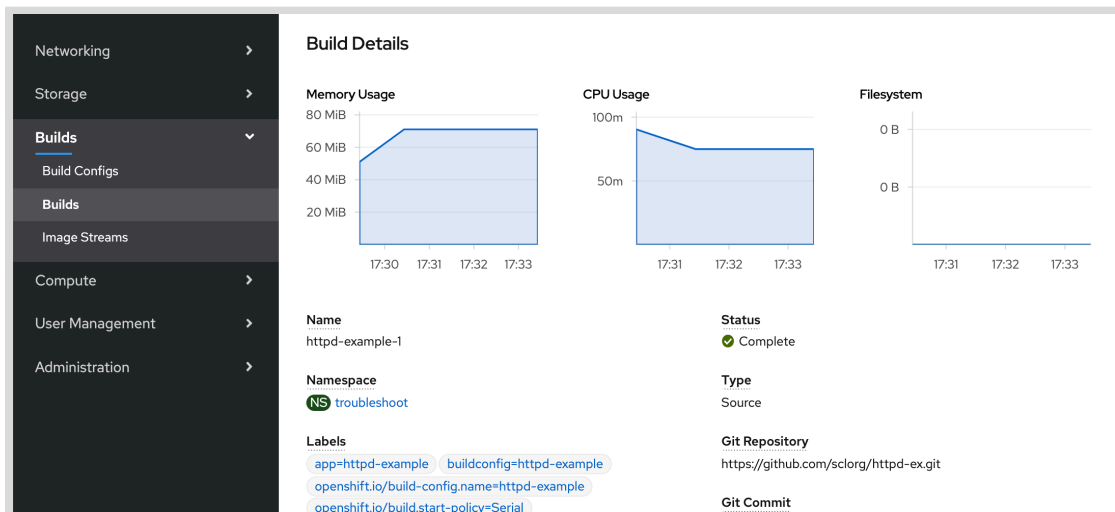 Networking
Storage
Builds
Build Configs
Builds
Image Streams
Compute
User Management
Administration
Build Details
Memory Usage
80 MiB
60 MiB
40 MiB
20 MiB
17:30 17:31 17:32 17:33
CPU Usage
100m
50m
17:31 17:32 17:33
Filesystem
0 B
0 B
17:31 17:32 17:33
Name
httpd-example-1
Namespace
NS troubleshoot
Labels
app=httpd-example buildconfig=httpd-example
openshift.io/build-config.name=httpd-example
openshift.io/build.start-policy=Serial
Status
Complete
Type
Source
Git Repository
https://github.com/sclorg/httpd-ex.git
Git Commit